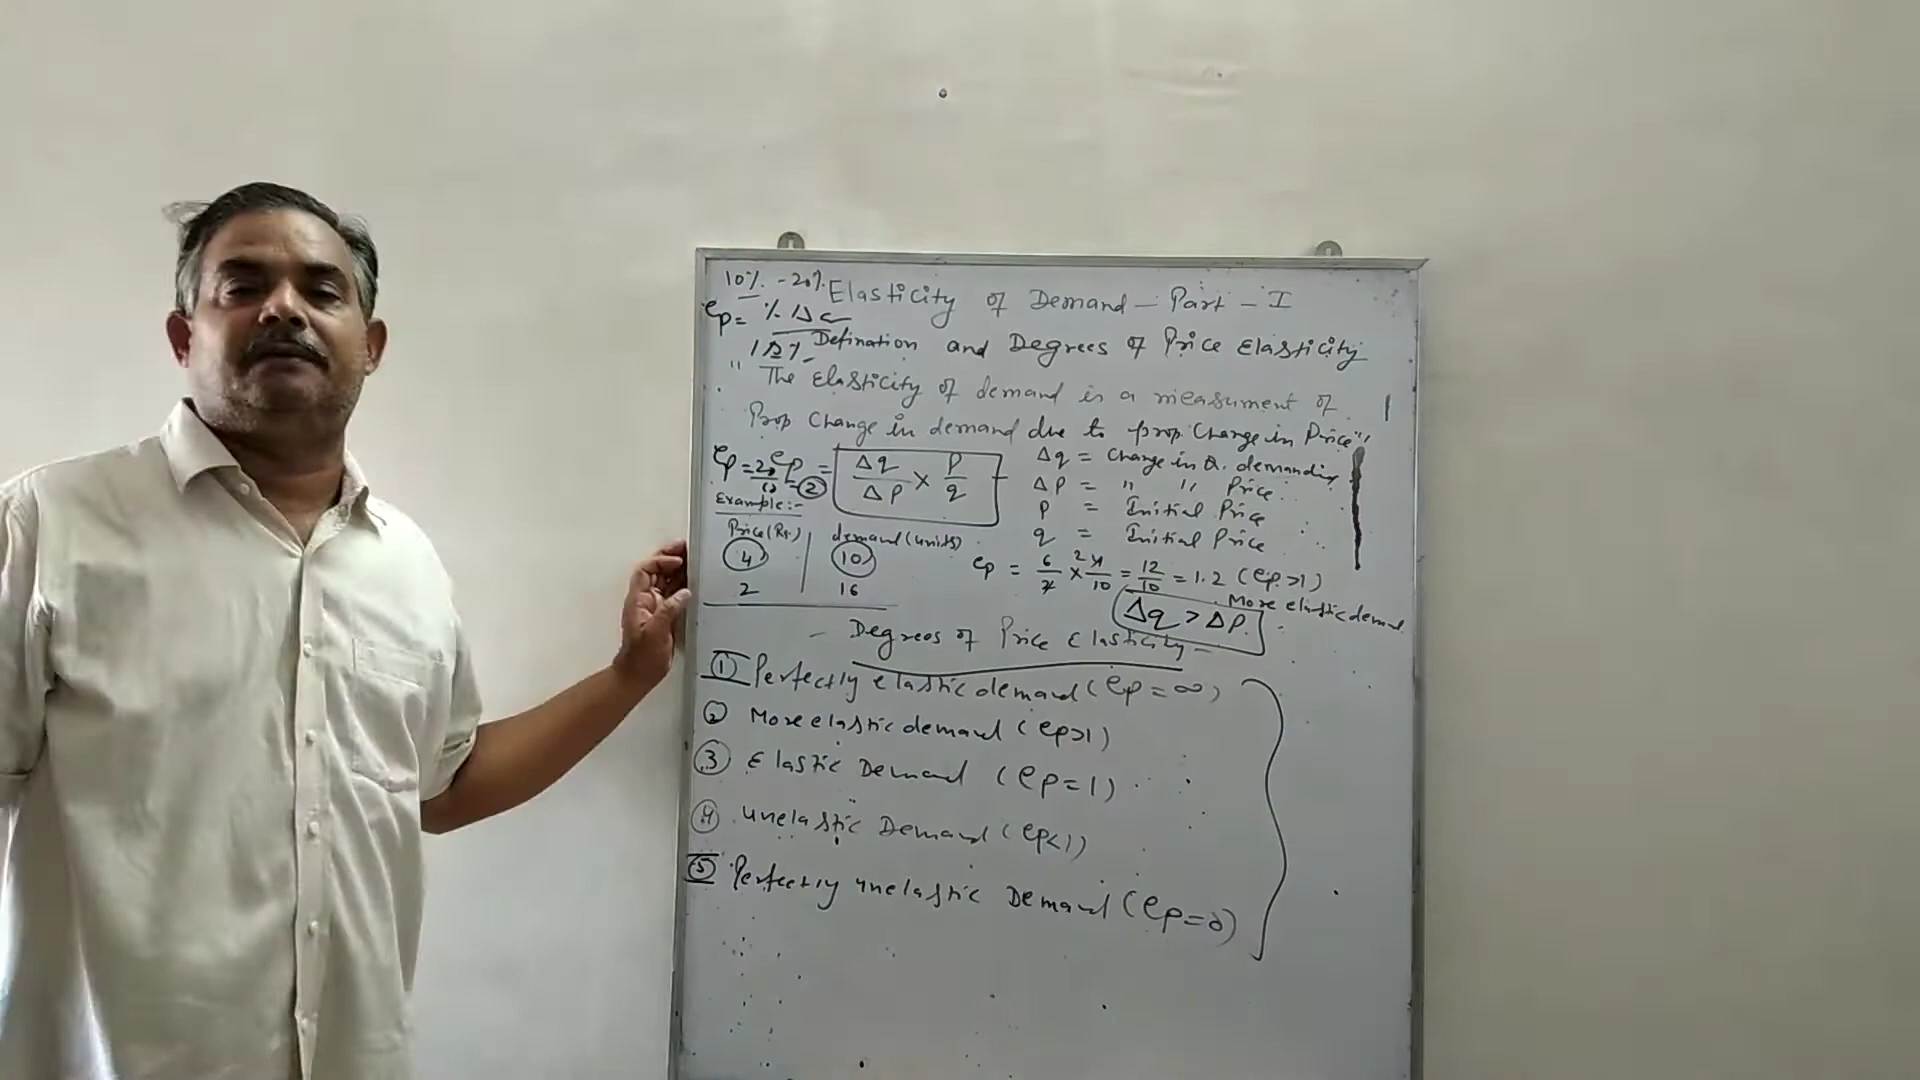 10% - 20%
Elasticity of Demand - Part - I
ep = % Δq
Defination and Degrees of Price Elasticity
" The Elasticity of demand is a measument of
Prop Change in demand due to prop. Change in Price "
ep = 20/10 = 2
ep = Δq/ΔP × P/q
Δq = Change in Q. demanding
ΔP = " " Price
P = Initial Price
q = Initial Price
Example :-
Price (Rs.) demand (units)
4 10
2 16
ep = 6/2 × 4/10 = 12/10 = 1.2 (ep >1)
More elastic demand
Δq > ΔP.
- Degrees of Price Elasticity -
① Perfectly elastic demand (ep = ∞)
② More elastic demand (ep>1)
③ Elastic Demand (ep = 1)
④ unelastic Demand (ep<1)
⑤ Perfectly unelastic Demand (ep=0)